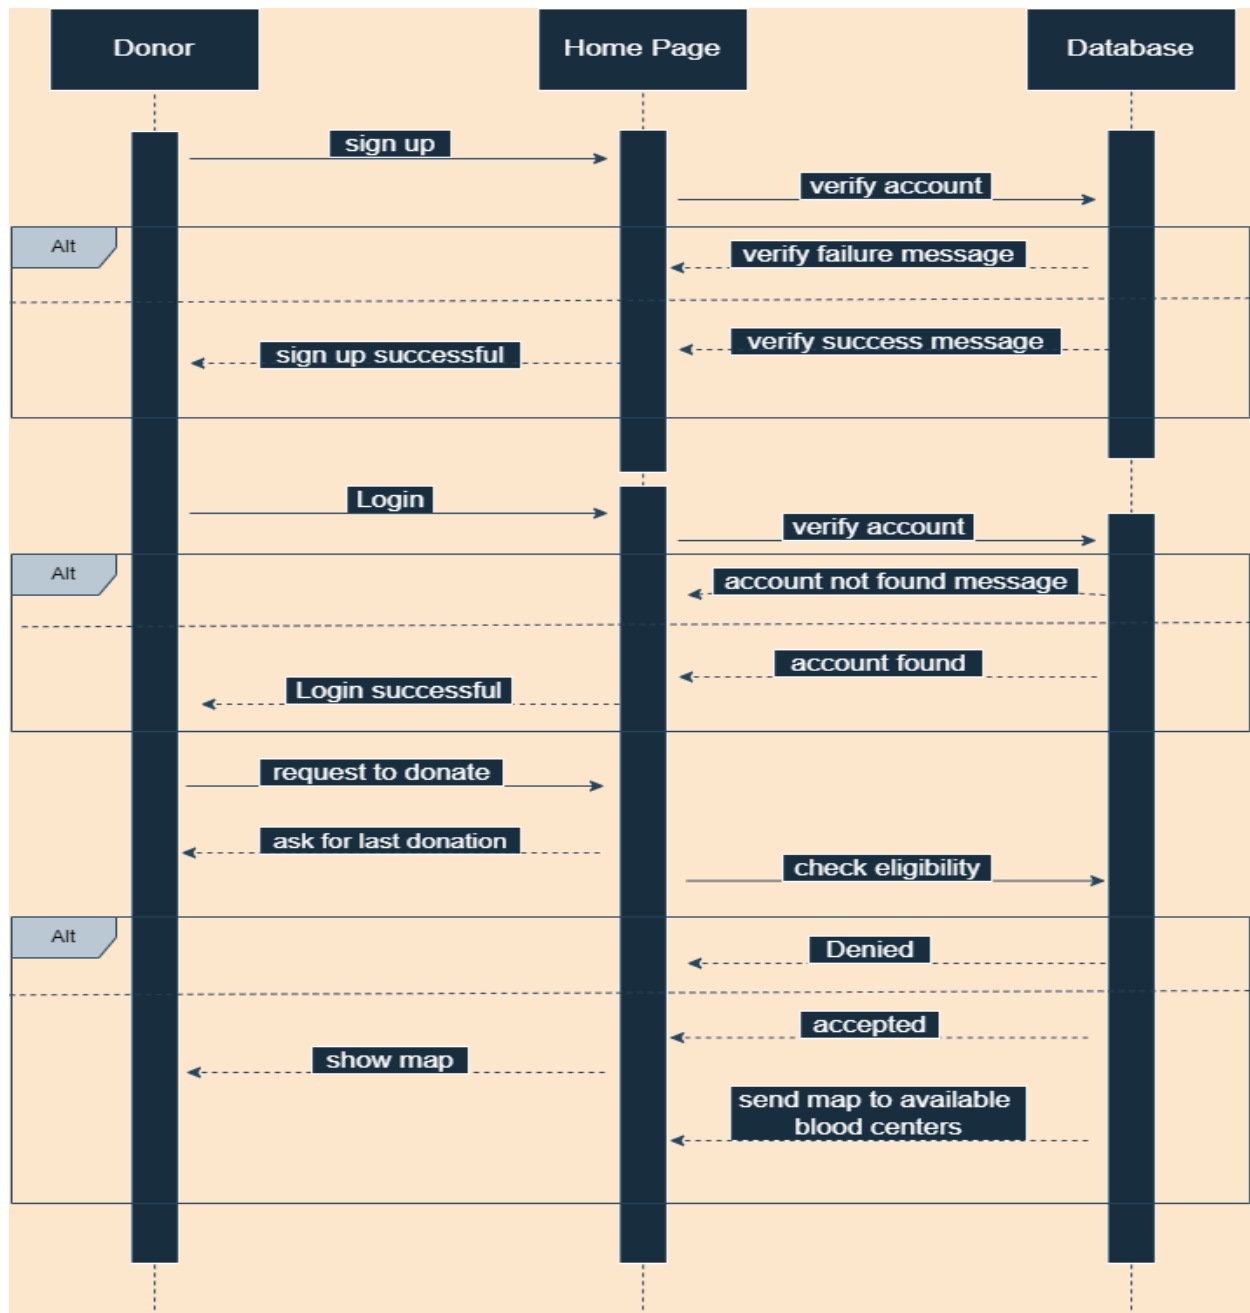 Donor
Home Page
Database
sign up
verify account
Alt
verify failure message
verify success message
sign up successful
Login
verify account
Alt
account not found message
account found
Login successful
request to donate
ask for last donation
check eligibility
Alt
Denied
accepted
show map
send map to available
blood centers